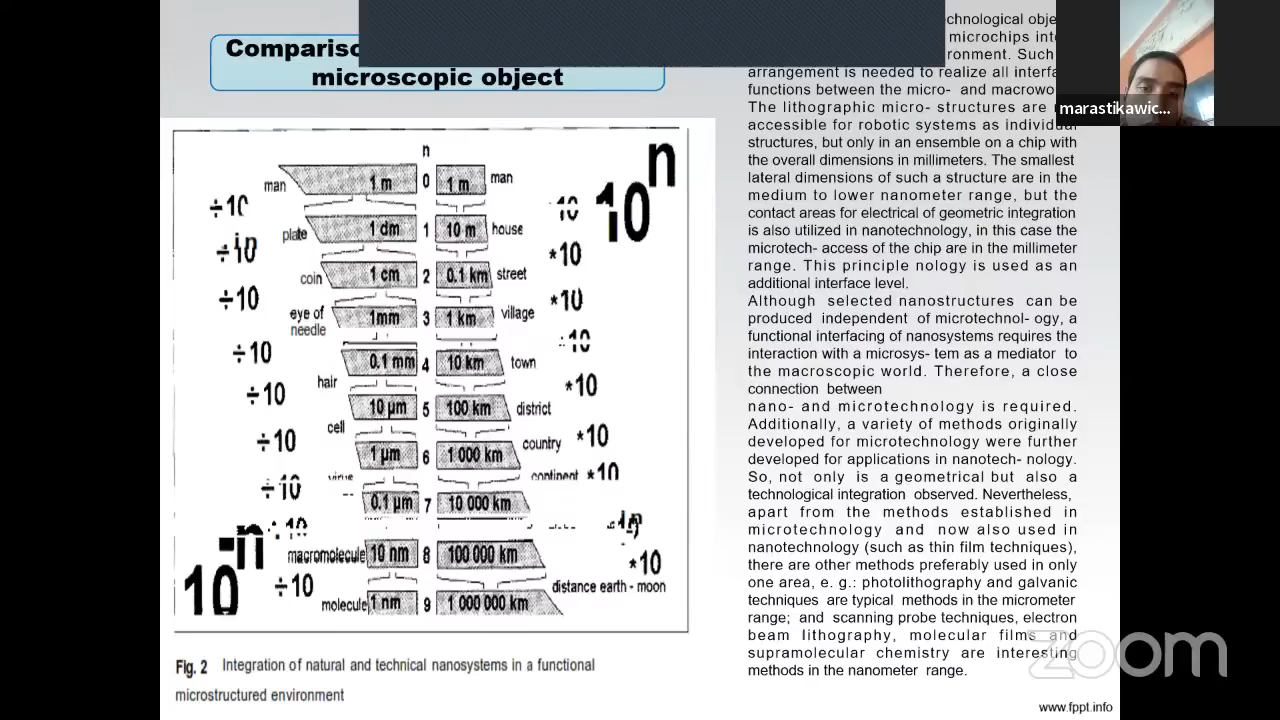 microscopic object
n
10ⁿ
man 1 m 0 1 m man
÷10
plate 1 dm 1 10 m house
÷10 *10
coin 1 cm 2 0.1 km street
÷10 *10
eye of needle 1mm 3 1 km village
÷10
0.1 mm 4 10 km town
hair
÷10 *10
10 µm 5 100 km district
cell
÷10 *10
1 µm 6 1 000 km country
continent *10
÷10
0.1 µm 7 10 000 km
10⁻ⁿ
macromolecule 10 nm 8 100 000 km
÷10 *10
distance earth - moon
molecule 1 nm 9 1 000 000 km
Fig. 2 Integration of natural and technical nanosystems in a functional
microstructured environment
microchips
Such
arrangement is needed to realize all
functions between the micro- and
The lithographic micro- structures are
accessible for robotic systems as individual
structures, but only in an ensemble on a chip with
the overall dimensions in millimeters. The smallest
lateral dimensions of such a structure are in the
medium to lower nanometer range, but the
contact areas for electrical of geometric integration
is also utilized in nanotechnology, in this case the
microtech- access of the chip are in the millimeter
range. This principle nology is used as an
additional interface level.
Although selected nanostructures can be
produced independent of microtechnol- ogy, a
functional interfacing of nanosystems requires the
interaction with a microsys- tem as a mediator to
the macroscopic world. Therefore, a close
connection between
nano- and microtechnology is required.
Additionally, a variety of methods originally
developed for microtechnology were further
developed for applications in nanotech- nology.
So, not only is a geometrical but also a
technological integration observed. Nevertheless,
apart from the methods established in
microtechnology and now also used in
nanotechnology (such as thin film techniques),
there are other methods preferably used in only
one area, e. g.: photolithography and galvanic
techniques are typical methods in the micrometer
range; and scanning probe techniques, electron
beam lithography, molecular films and
supramolecular chemistry are interesting
methods in the nanometer range.
marastikawic...
zoom
www.fppt.info